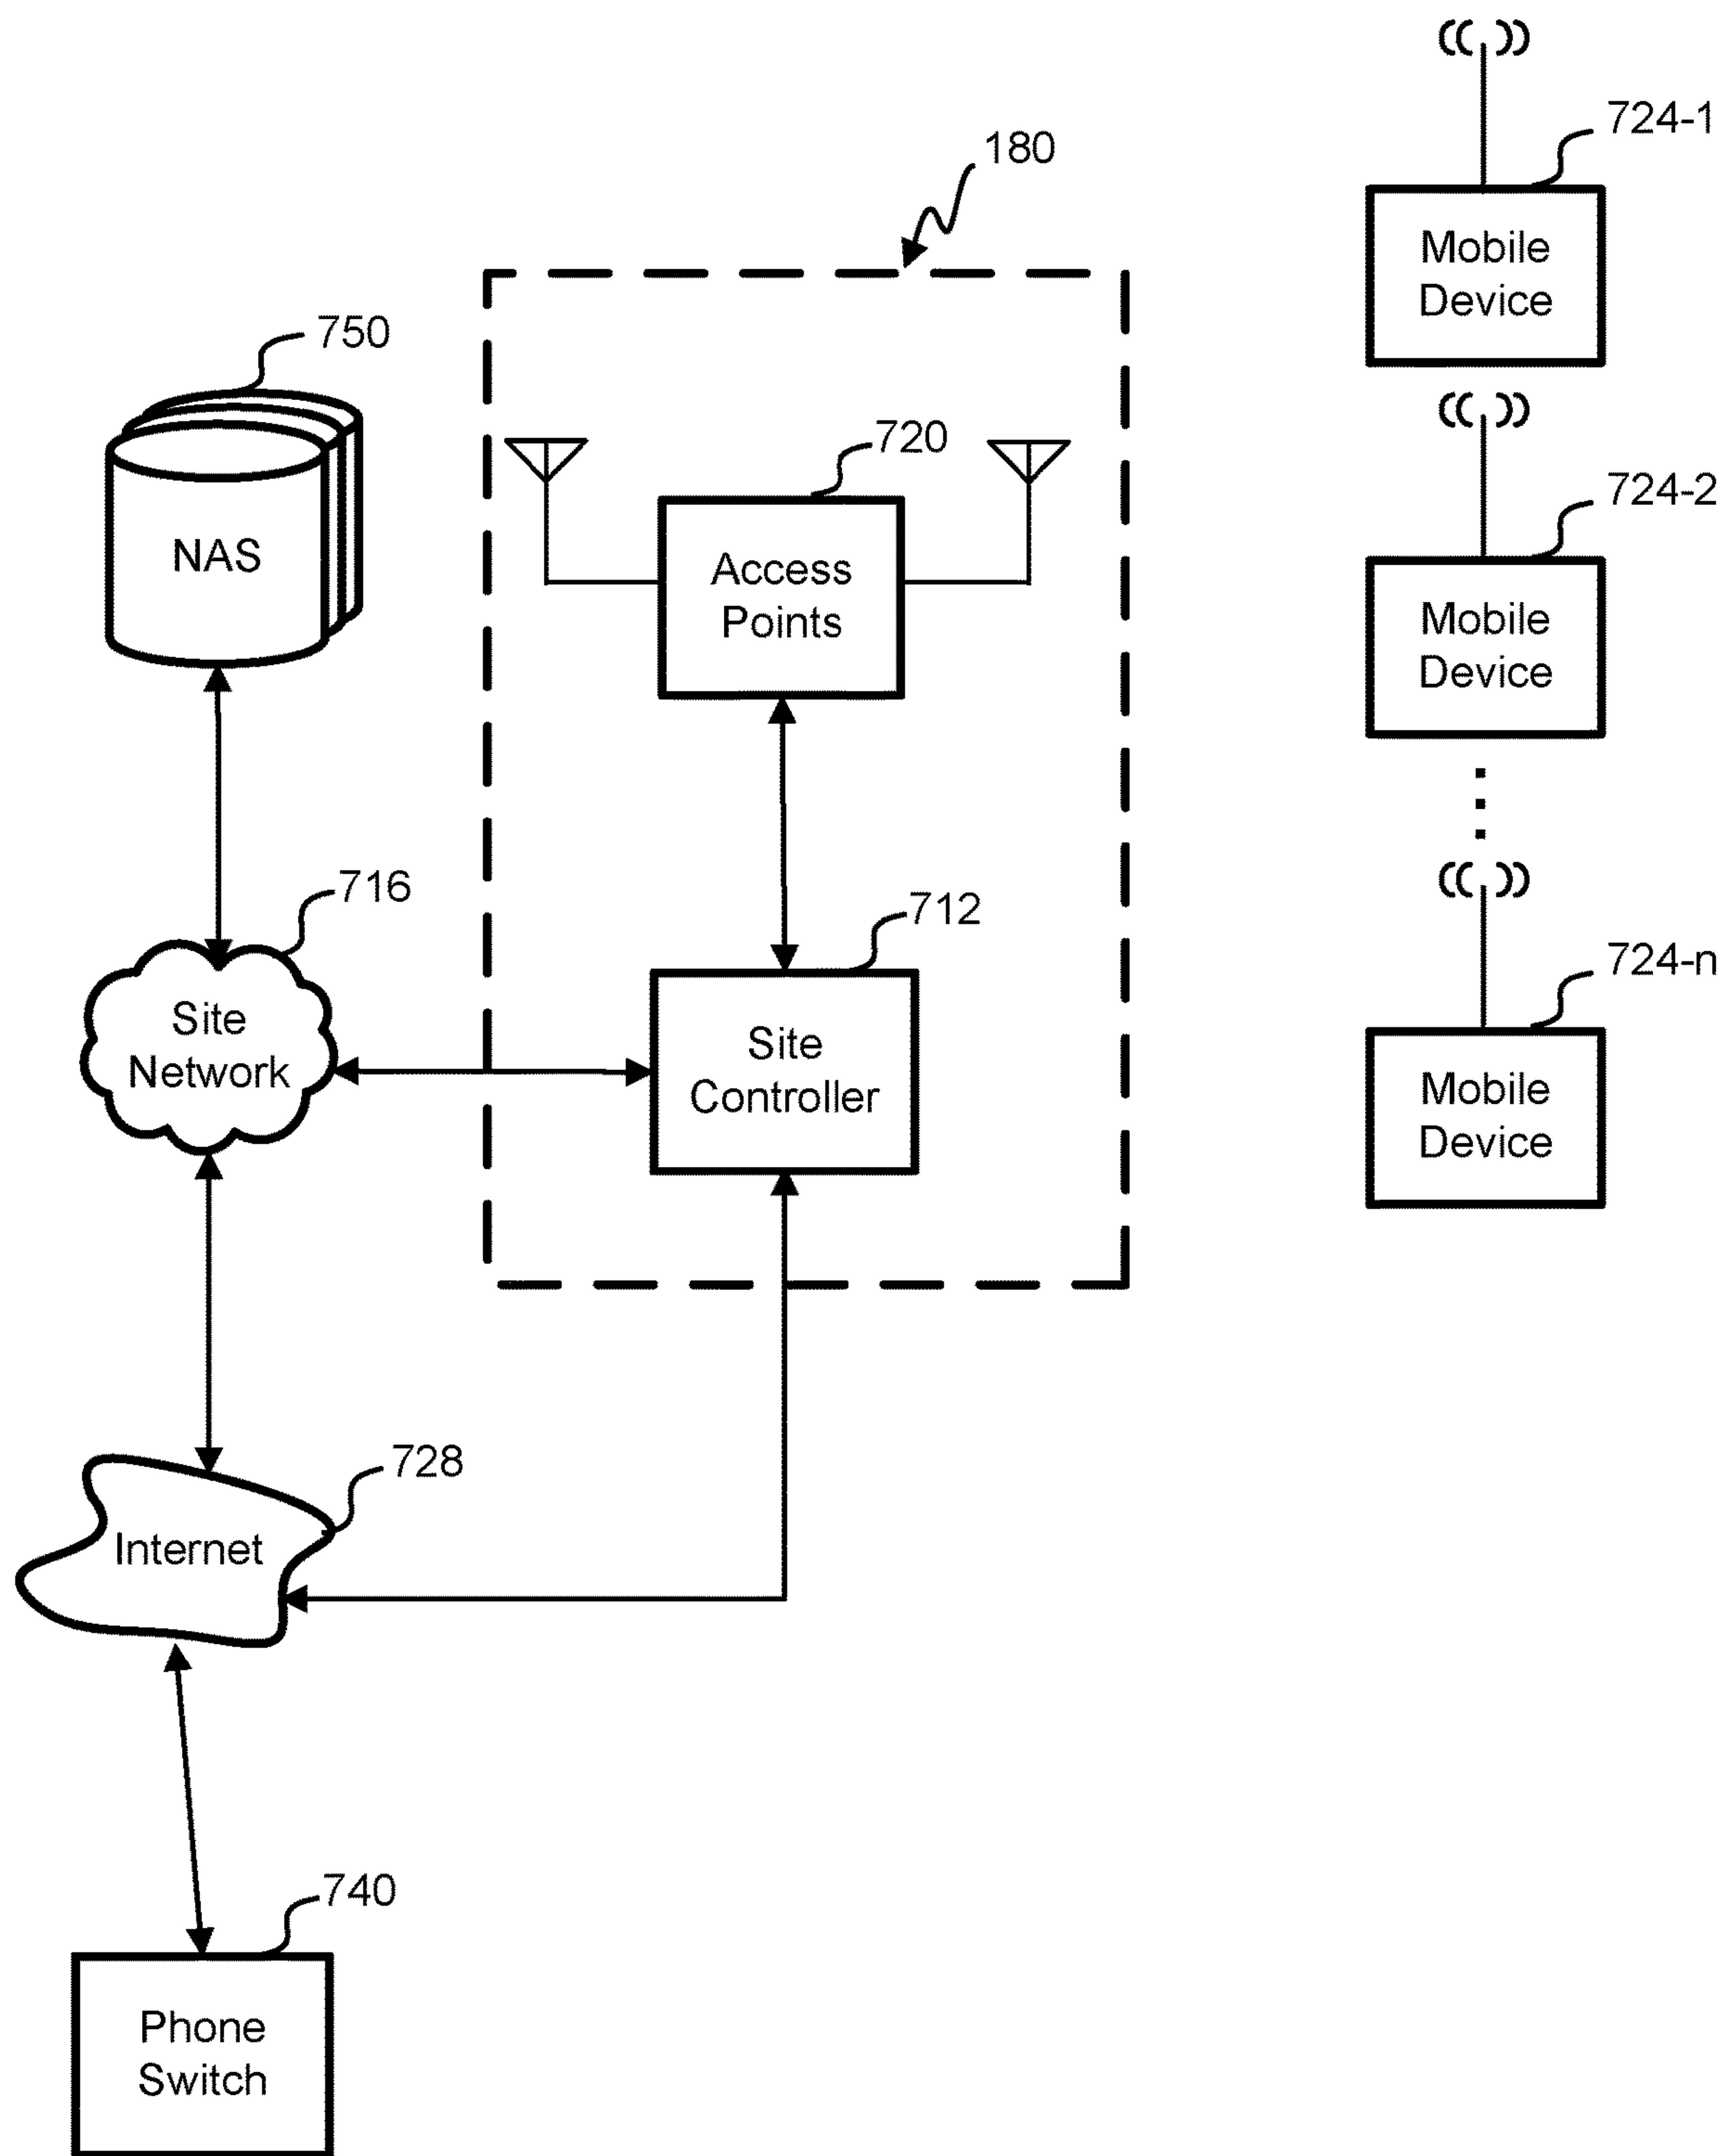 724-1
180
Mobile
Device
750
720
724-2
NAS
Access
Points
Mobile
Device
716
712
724-n
Site
Network
Site
Controller
Mobile
Device
728
Internet
740
Phone
Switch